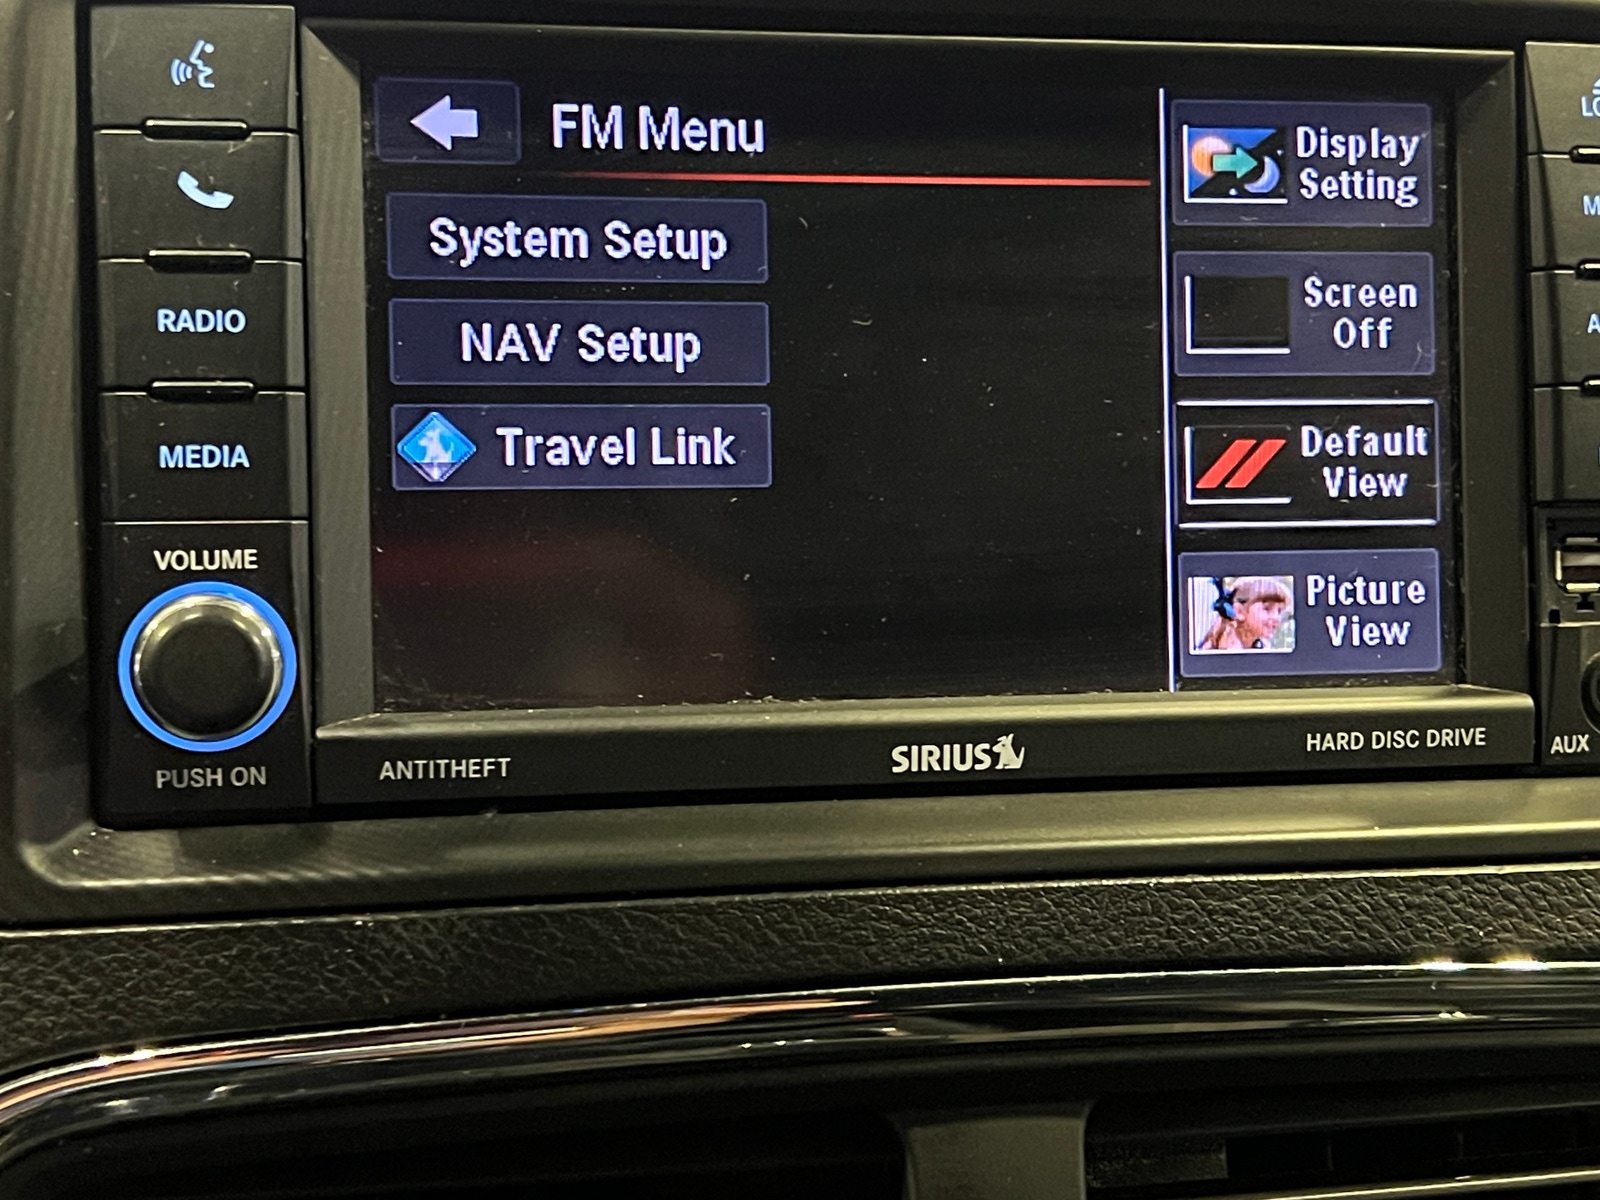 FM Menu
System Setup
NAV Setup
Travel Link
Display
Setting
Screen
Off
Default
View
Picture
View
RADIO
MEDIA
VOLUME
PUSH ON
ANTITHEFT
SIRIUS
HARD DISC DRIVE
AUX